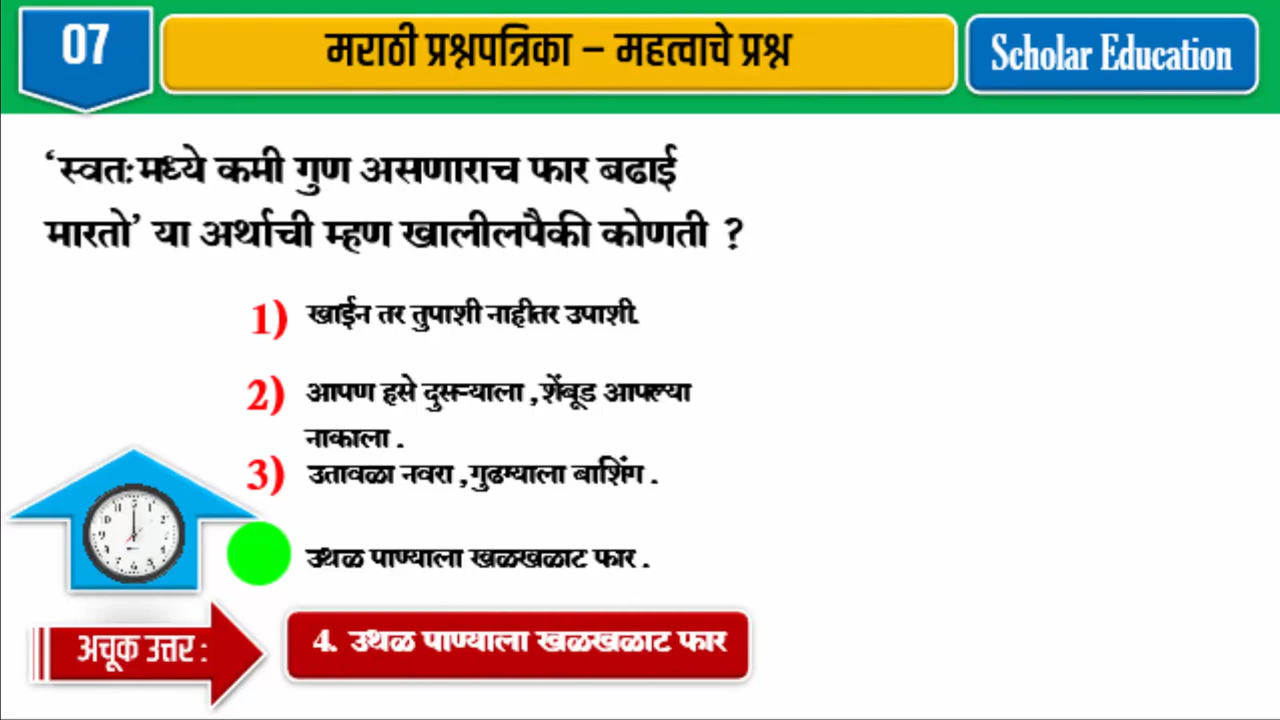 07
मराठी प्रश्नपत्रिका – महत्वाचे प्रश्न
Scholar Education
‘स्वतःमध्ये कमी गुण असणाराच फार बढाई
मारतो’ या अर्थाची म्हण खालीलपैकी कोणती ?
1) खाईन तर तुपाशी नाहीतर उपाशी.
2) आपण हसे दुसऱ्याला ,शेंबूड आपल्या
नाकाला .
3) उतावळा नवरा ,गुढग्याला बाशिंग .
उथळ पाण्याला खळखळाट फार .
अचूक उत्तर :
4. उथळ पाण्याला खळखळाट फार